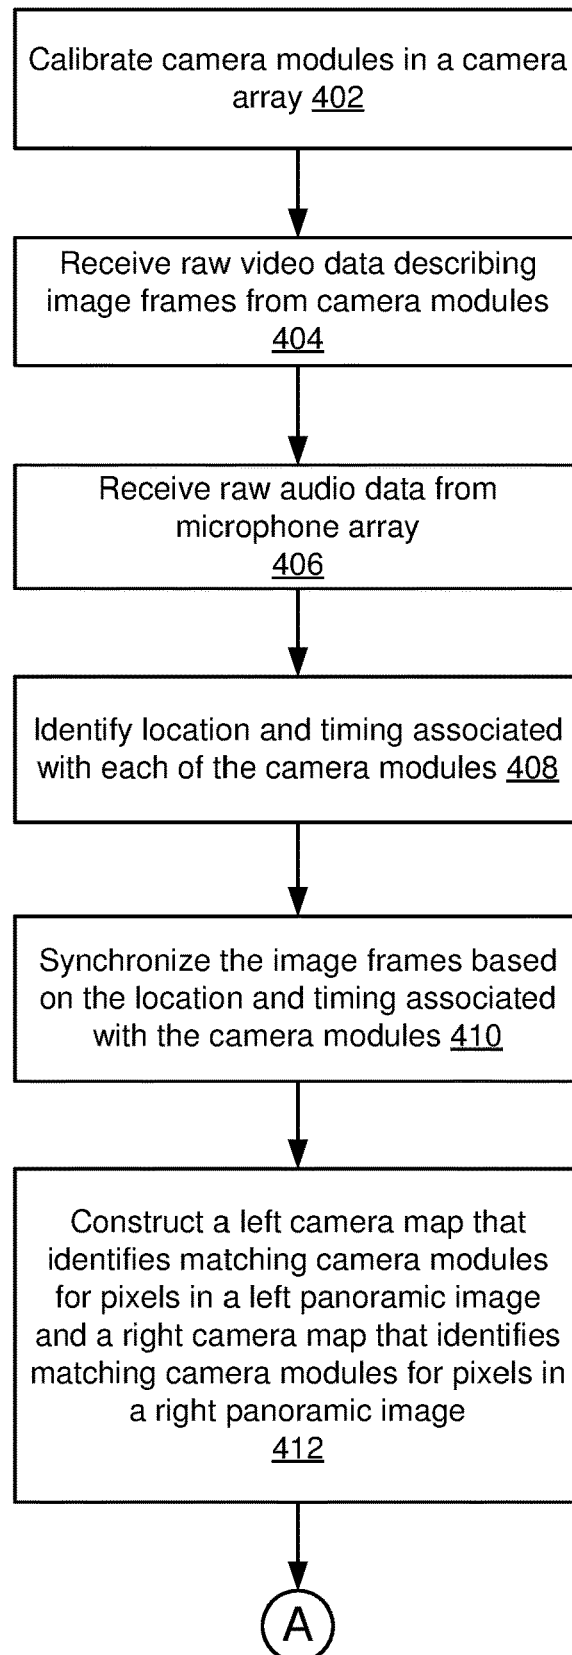 Calibrate camera modules in a camera
array 402
Receive raw video data describing
image frames from camera modules
404
Receive raw audio data from
microphone array
406
Identify location and timing associated
with each of the camera modules 408
Synchronize the image frames based
on the location and timing associated
with the camera modules 410
Construct a left camera map that
identifies matching camera modules
for pixels in a left panoramic image
and a right camera map that identifies
matching camera modules for pixels in
a right panoramic image
412
A